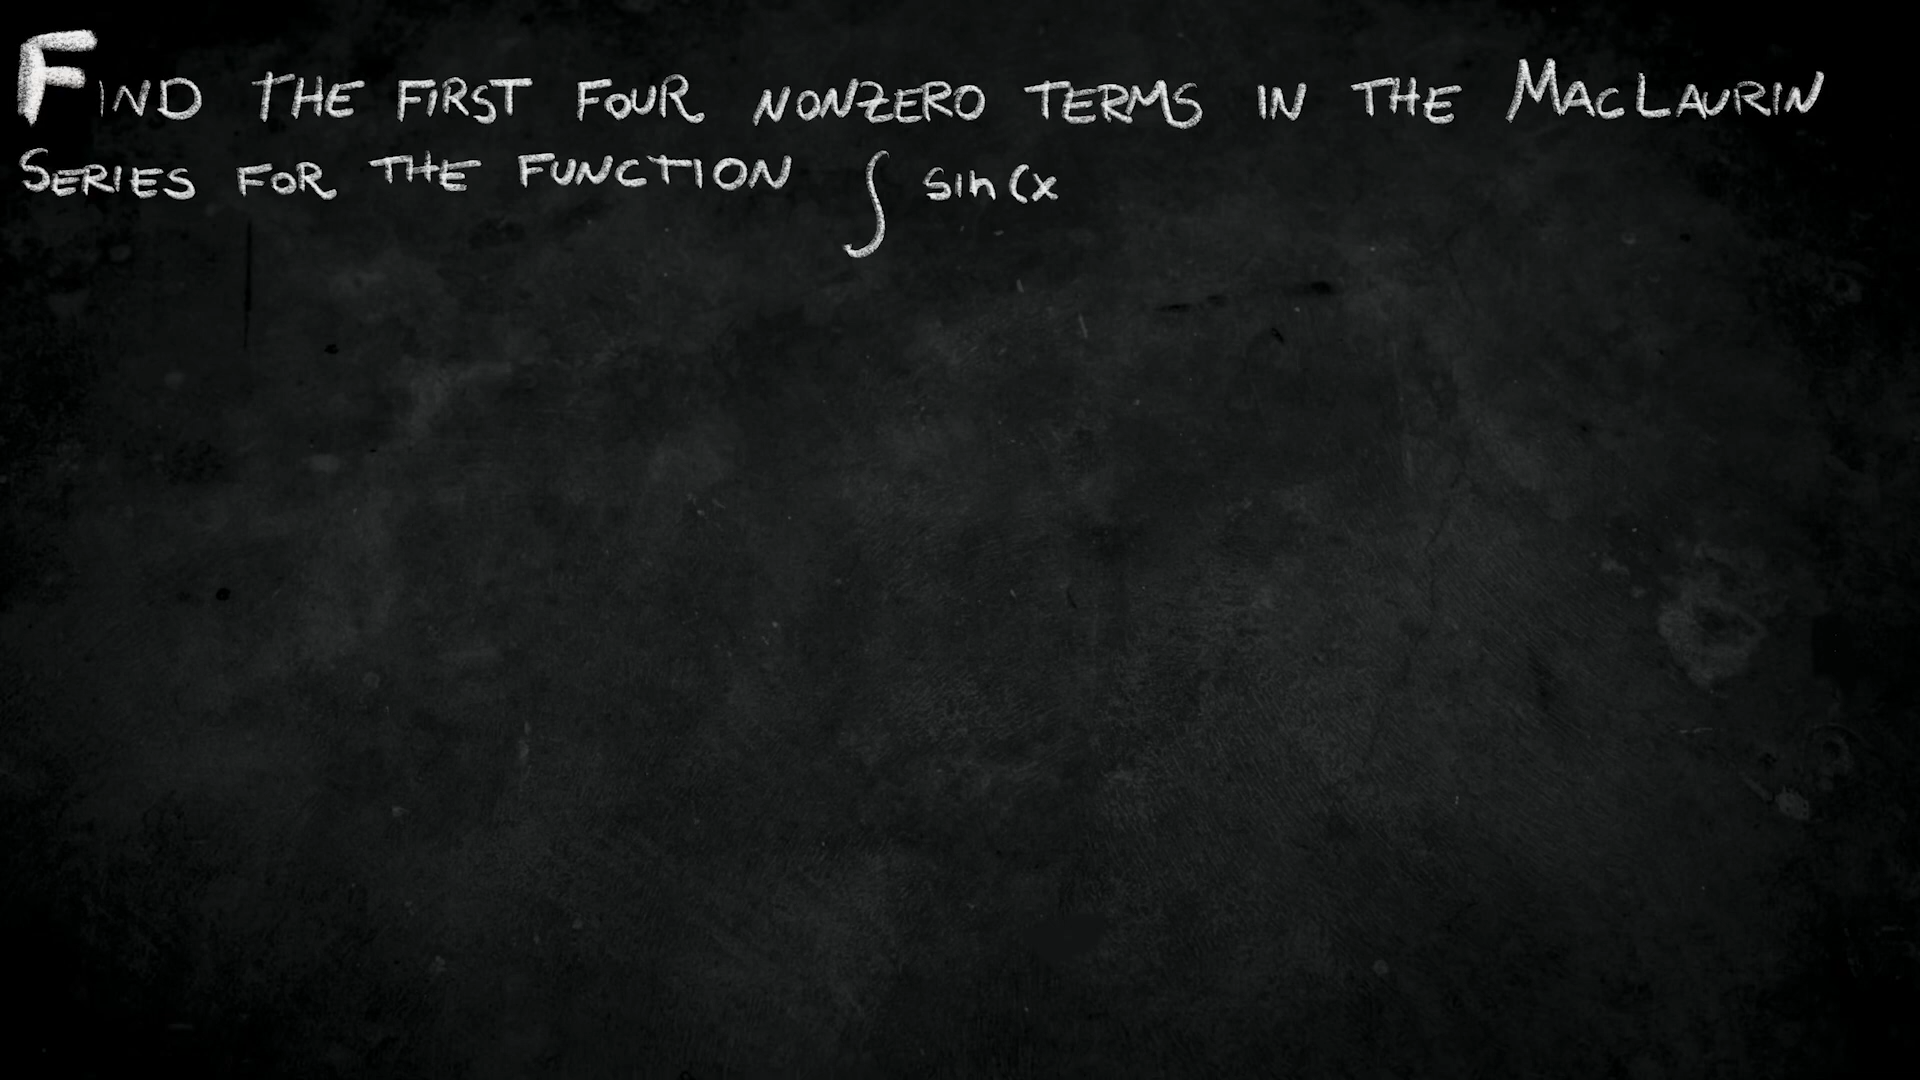 FIND THE FIRST FOUR NONZERO TERMS IN THE MACLAURIN
SERIES FOR THE FUNCTION ∫ sin(x